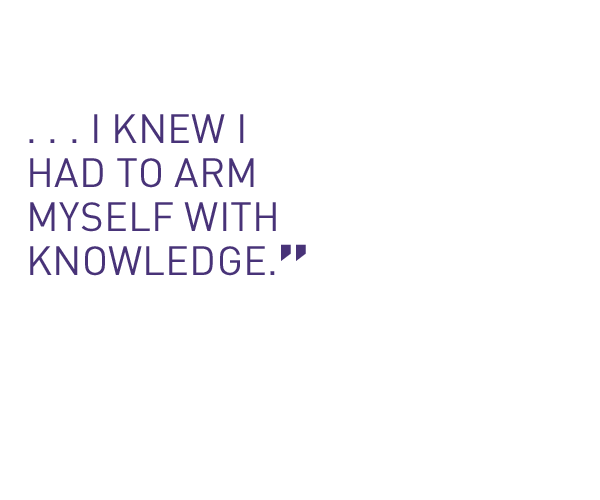 . . . I KNEW I
HAD TO ARM
MYSELF WITH
KNOWLEDGE.”